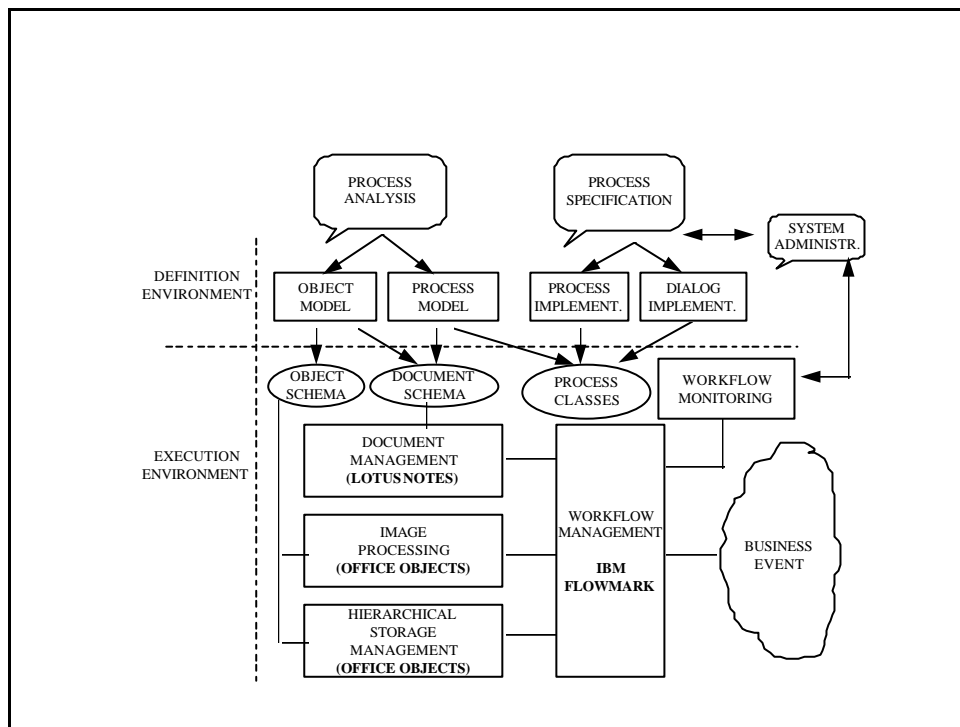 PROCESS
ANALYSIS
PROCESS
SPECIFICATION
SYSTEM
ADMINISTR.
DEFINITION
ENVIRONMENT
OBJECT
MODEL
PROCESS
MODEL
PROCESS
IMPLEMENT.
DIALOG
IMPLEMENT.
OBJECT
SCHEMA
DOCUMENT
SCHEMA
PROCESS
CLASSES
WORKFLOW
MONITORING
EXECUTION
ENVIRONMENT
DOCUMENT
MANAGEMENT
(LOTUS NOTES)
IMAGE
PROCESSING
(OFFICE OBJECTS)
HIERARCHICAL
STORAGE
MANAGEMENT
(OFFICE OBJECTS)
WORKFLOW
MANAGEMENT
IBM
FLOWMARK
BUSINESS
EVENT